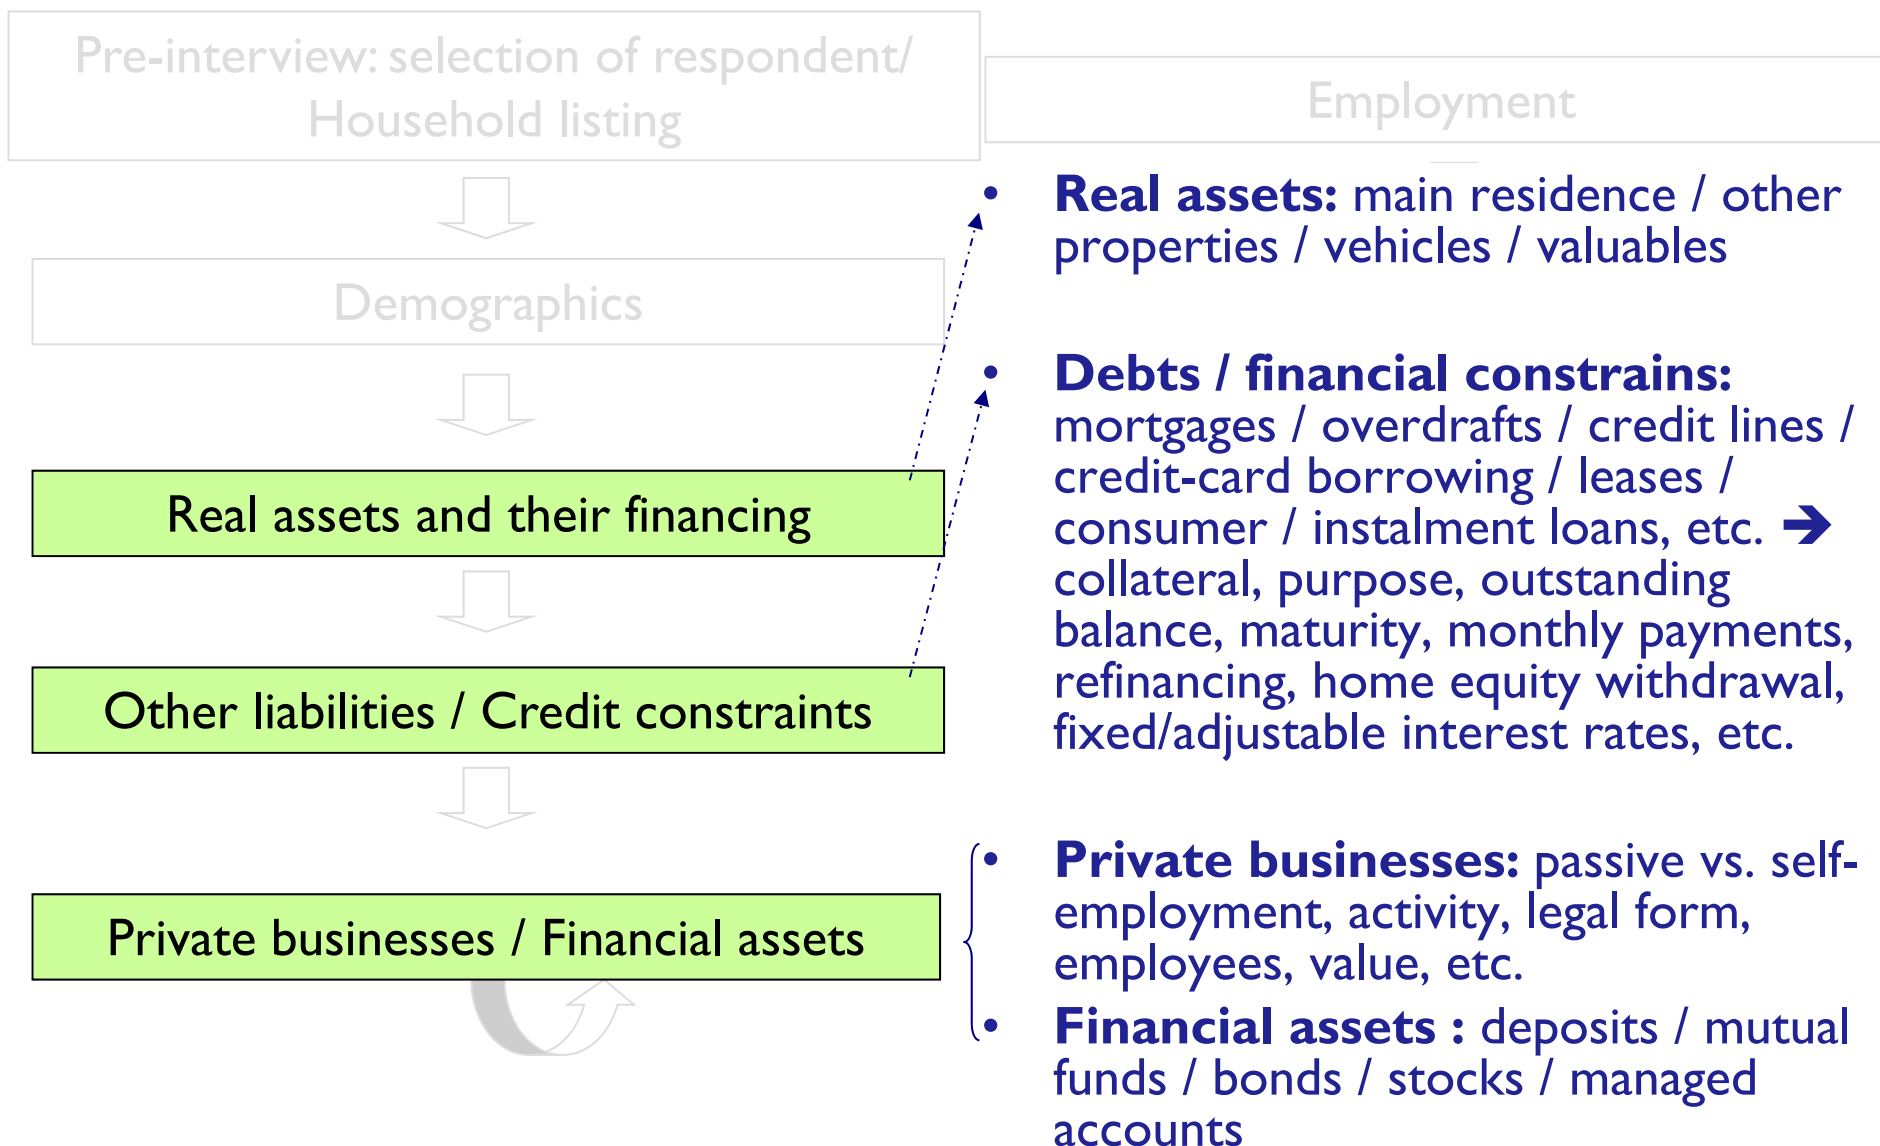 Pre-interview: selection of respondent/
Household listing
Demographics
Real assets and their financing
Other liabilities / Credit constraints
Private businesses / Financial assets
Employment
• Real assets: main residence / other
properties / vehicles / valuables
• Debts / financial constrains:
mortgages / overdrafts / credit lines /
credit-card borrowing / leases /
consumer / instalment loans, etc. ➔
collateral, purpose, outstanding
balance, maturity, monthly payments,
refinancing, home equity withdrawal,
fixed/adjustable interest rates, etc.
• Private businesses: passive vs. self-
employment, activity, legal form,
employees, value, etc.
• Financial assets : deposits / mutual
funds / bonds / stocks / managed
accounts